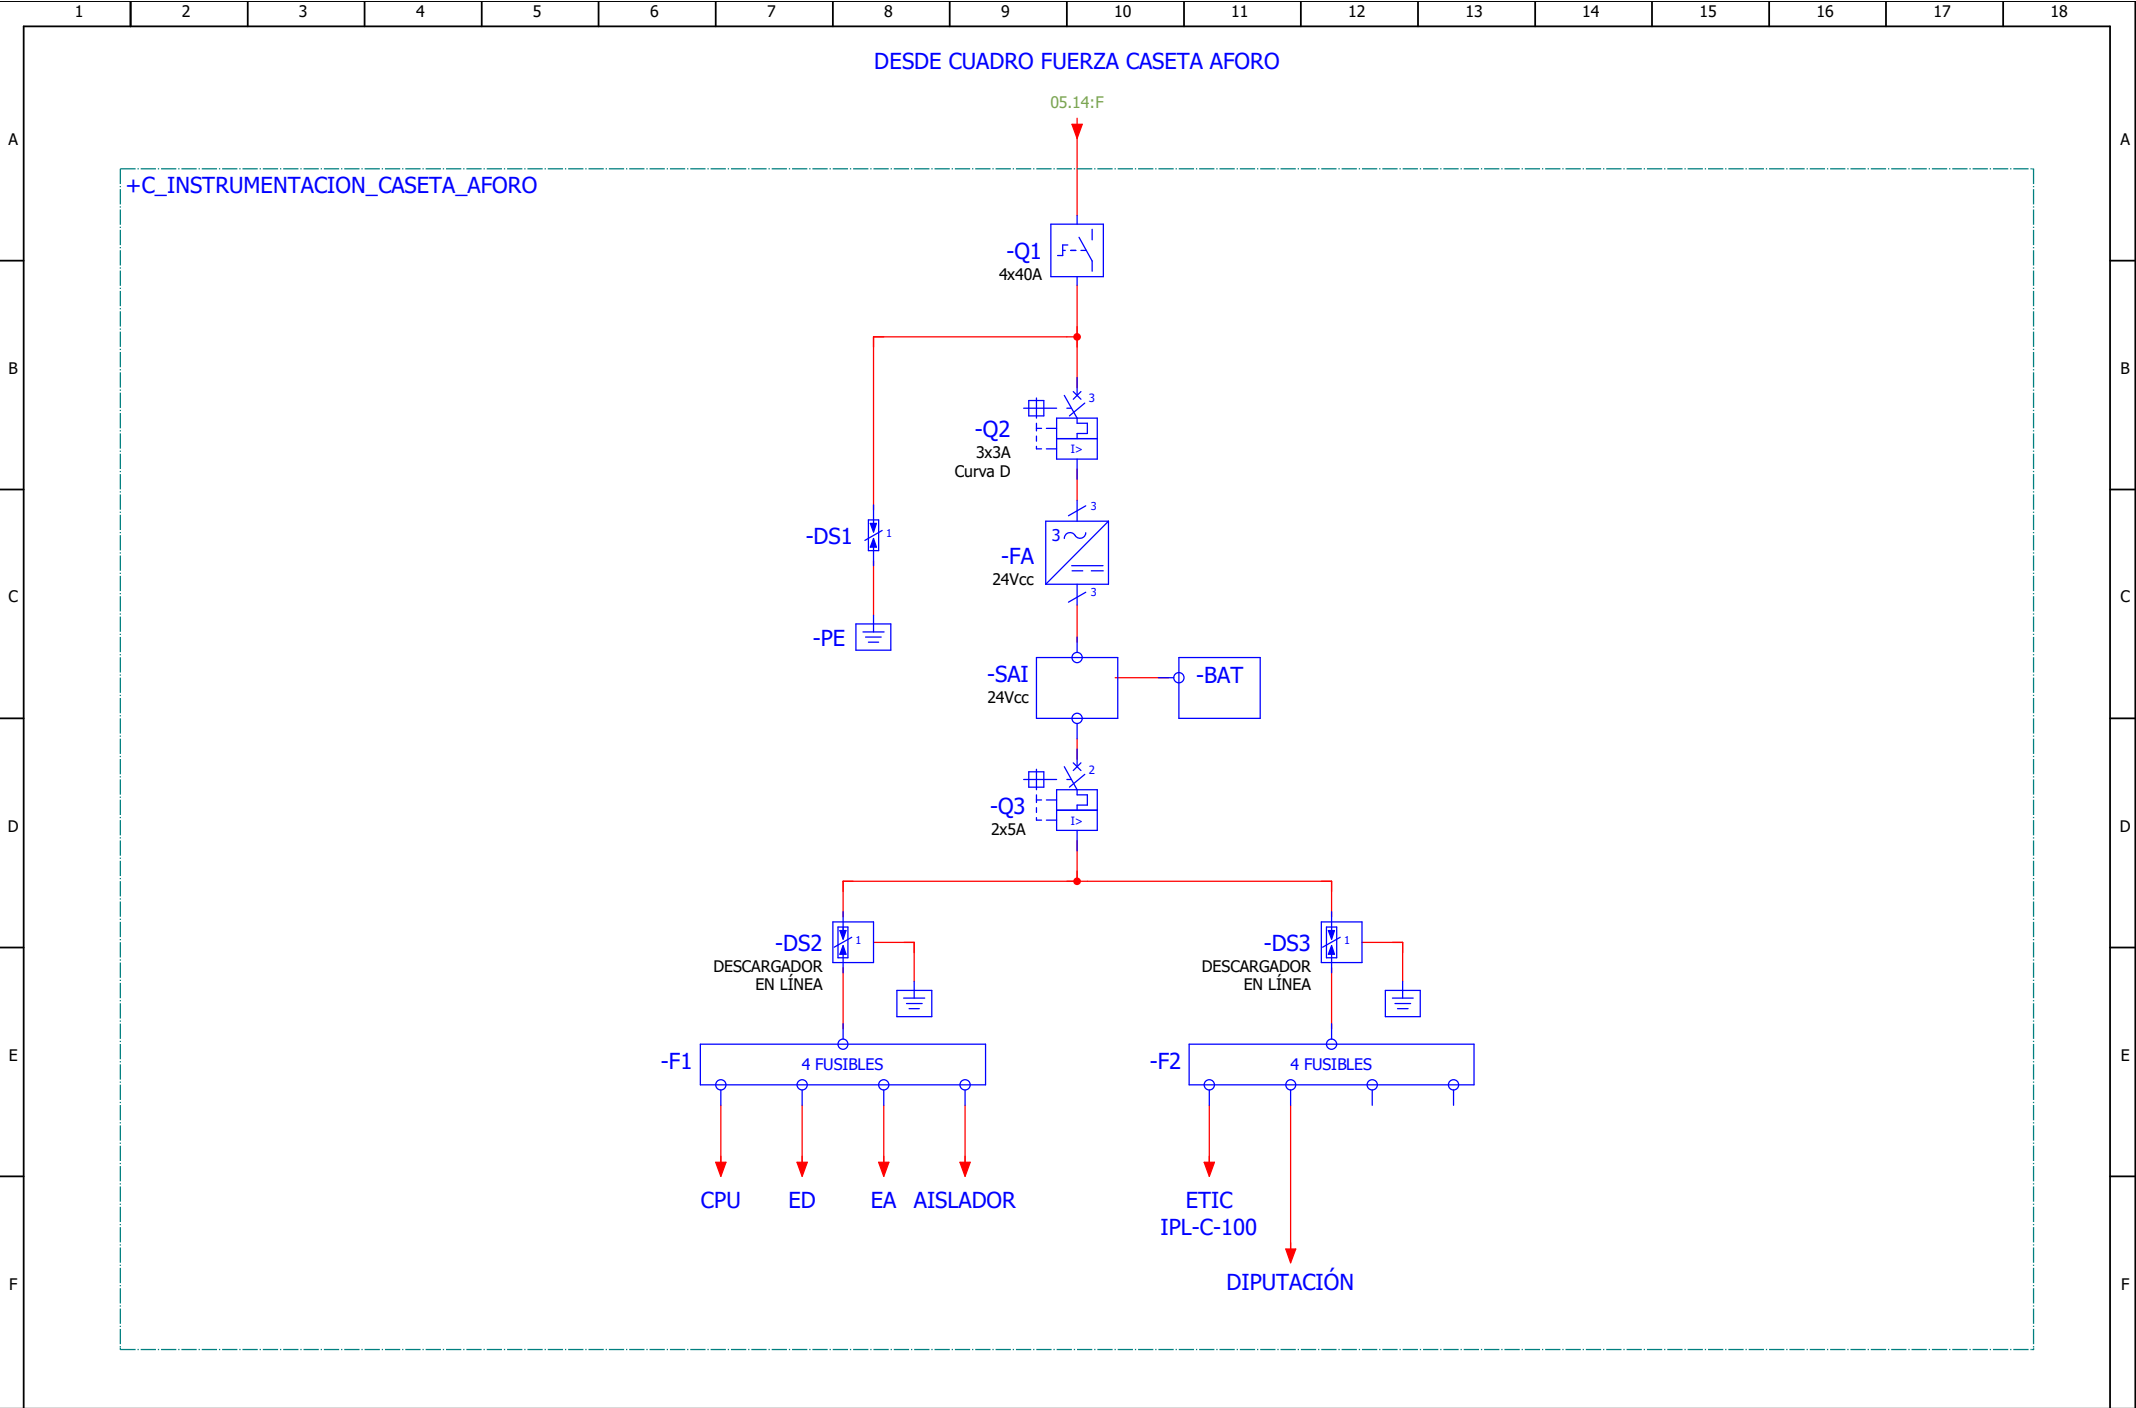 1 2 3 4 5 6 7 8 9 10 11 12 13 14 15 16 17 18
DESDE CUADRO FUERZA CASETA AFORO
05.14:F
A A
+C_INSTRUMENTACION_CASETA_AFORO
-Q1
4x40A
B B
3
-Q2
3x3A
I>
Curva D
3
-DS1 1
3
-FA
24Vcc
3
C C
-PE
-SAI
24Vcc
-BAT
2
-Q3
2x5A
I>
D D
-DS2 1
DESCARGADOR
EN LÍNEA
-DS3 1
DESCARGADOR
EN LÍNEA
E E
-F1 4 FUSIBLES
-F2 4 FUSIBLES
CPU ED EA AISLADOR
ETIC
IPL-C-100
DIPUTACIÓN
F F